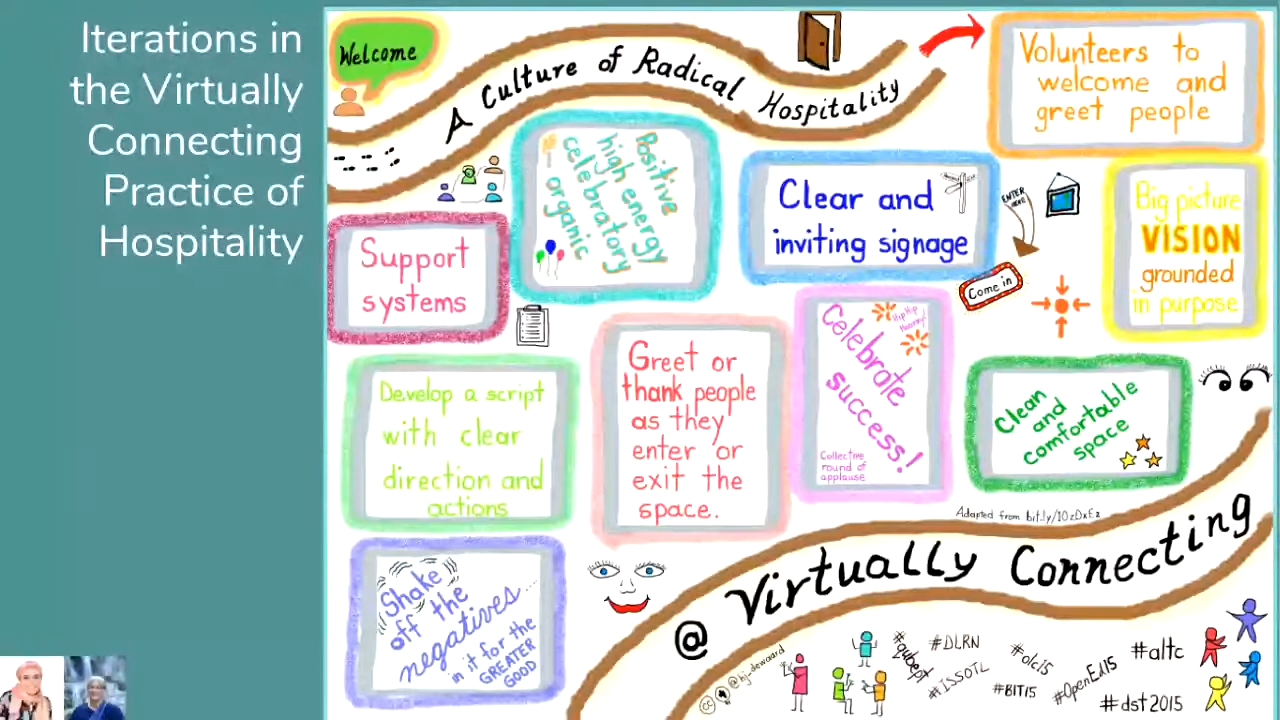 Iterations in
the Virtually
Connecting
Practice of
Hospitality
Welcome
A Culture of Radical Hospitality
Volunteers to
welcome and
greet people
Support
systems
Positive
high energy
celebratory
organic
Clear and
inviting signage
ENTER
HERE
Come in
Big picture
VISION
grounded
in purpose
Develop a script
with clear
direction and
actions
Greet or
thank people
as they
enter or
exit the
space.
Celebrate
success!
Hip Hip
Hooray!
Collective
round of
applause
Clean
and
comfortable
space
Adapted from bit.ly/10zDxEz
Shake
off the
negatives...
in it for the
GREATER
GOOD
@ Virtually Connecting
cc
@hj-dewaard
#DLRN
#ISSOTL
#olc15
#BIT15
#OpenEd15
#altc
#dst2015